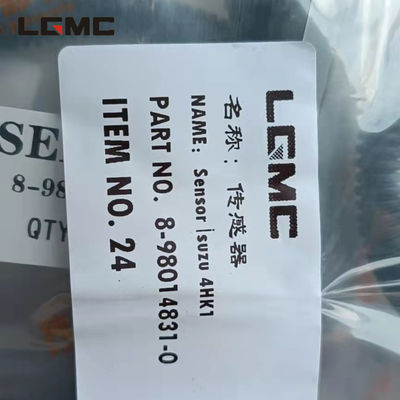 LGMC
LGMC
名称：传感器
NAME: Sensor isuzu 4HK1
PART NO. 8-98014831-0
ITEM NO. 24
8-98
QTY